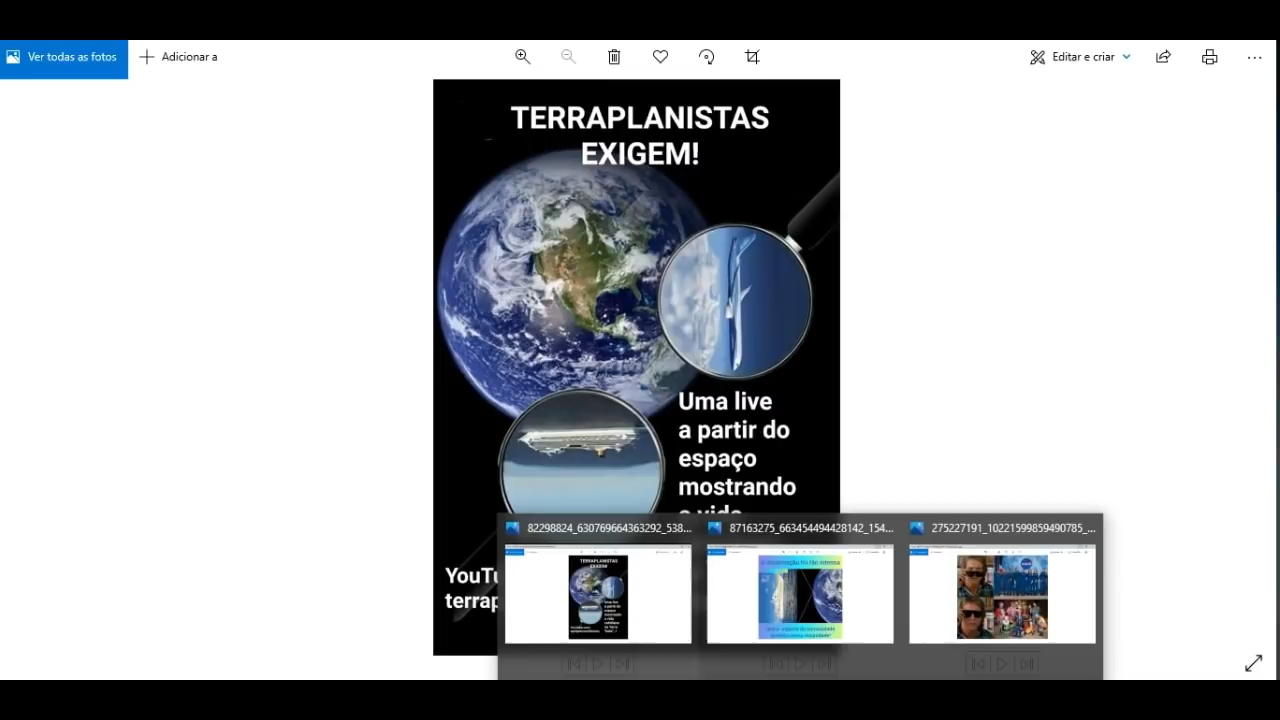 Ver todas as fotos
Adicionar a
Editar e criar
TERRAPLANISTAS
EXIGEM!
Uma live
a partir do
espaço
mostrando
a vida
YouTu
terrap
82298824_630769664363292_538...
87163275_663454494428142_154...
275227191_10221599859490785_...
TERRAPLANISTAS
EXIGEM!